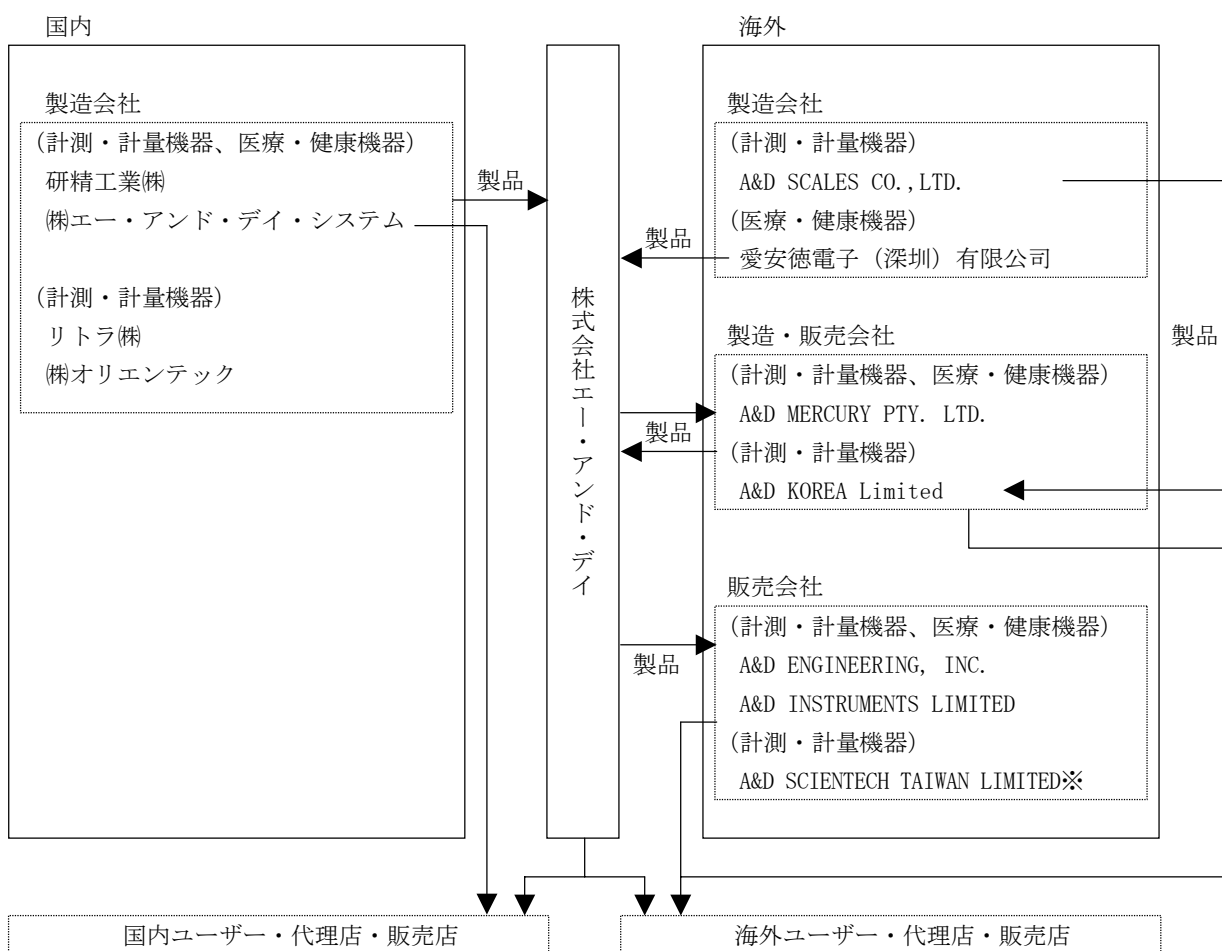 国内
製造会社
(計測・計量機器、医療・健康機器)
研精工業㈱
㈱エー・アンド・デイ・システム
(計測・計量機器)
リトラ㈱
㈱オリエンテック
製品
株式会社エー・アンド・デイ
海外
製造会社
(計測・計量機器)
A&D SCALES CO.,LTD.
(医療・健康機器)
愛安徳電子（深圳）有限公司
製品
製造・販売会社
(計測・計量機器、医療・健康機器)
A&D MERCURY PTY. LTD.
(計測・計量機器)
A&D KOREA Limited
製品
製品
販売会社
(計測・計量機器、医療・健康機器)
A&D ENGINEERING, INC.
A&D INSTRUMENTS LIMITED
(計測・計量機器)
A&D SCIENTECH TAIWAN LIMITED※
製品
国内ユーザー・代理店・販売店
海外ユーザー・代理店・販売店